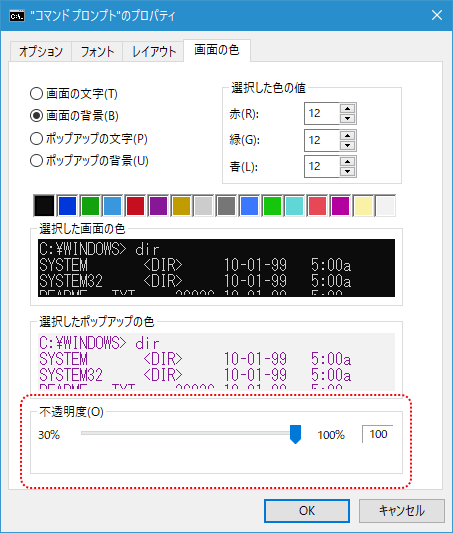 "コマンド プロンプト"のプロパティ
オプション フォント レイアウト 画面の色
画面の文字(T)
画面の背景(B)
ポップアップの文字(P)
ポップアップの背景(U)
選択した色の値
赤(R): 12
緑(G): 12
青(L): 12
選択した画面の色
C:¥WINDOWS> dir
SYSTEM <DIR> 10-01-99 5:00a
SYSTEM32 <DIR> 10-01-99 5:00a
選択したポップアップの色
C:¥WINDOWS> dir
SYSTEM <DIR> 10-01-99 5:00a
SYSTEM32 <DIR> 10-01-99 5:00a
不透明度(O)
30% 100% 100
OK キャンセル